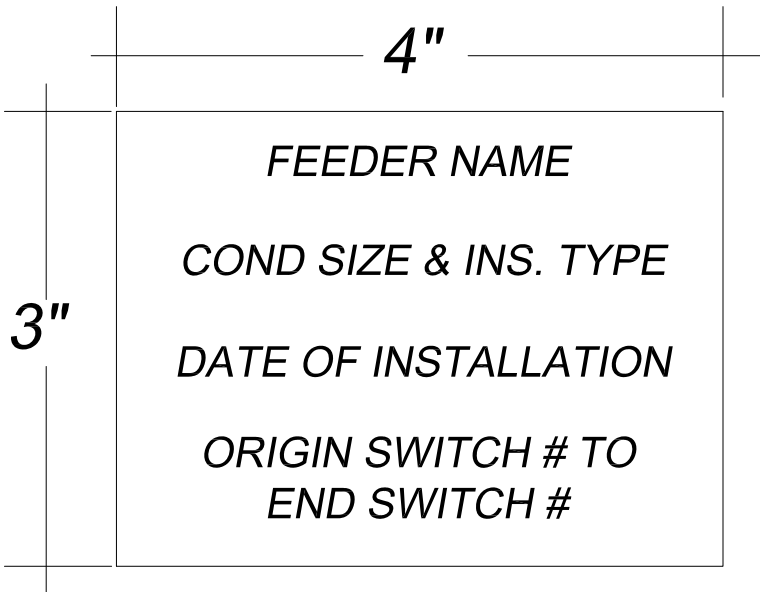 4"
FEEDER NAME
COND SIZE & INS. TYPE
3"
DATE OF INSTALLATION
ORIGIN SWITCH # TO
END SWITCH #